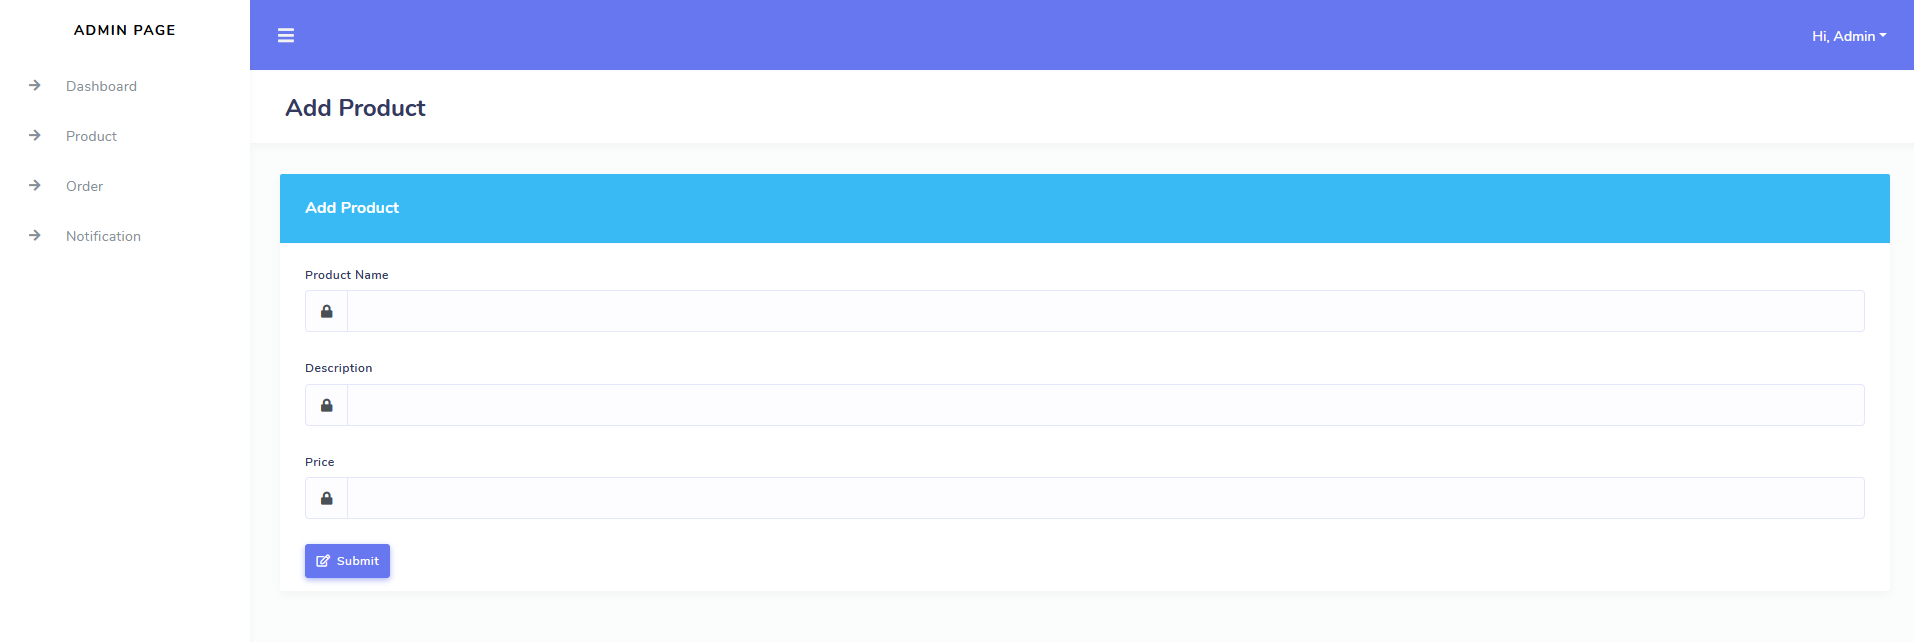 ADMIN PAGE
Dashboard
Product
Order
Notification
Hi, Admin
Add Product
Add Product
Product Name
Description
Price
Submit